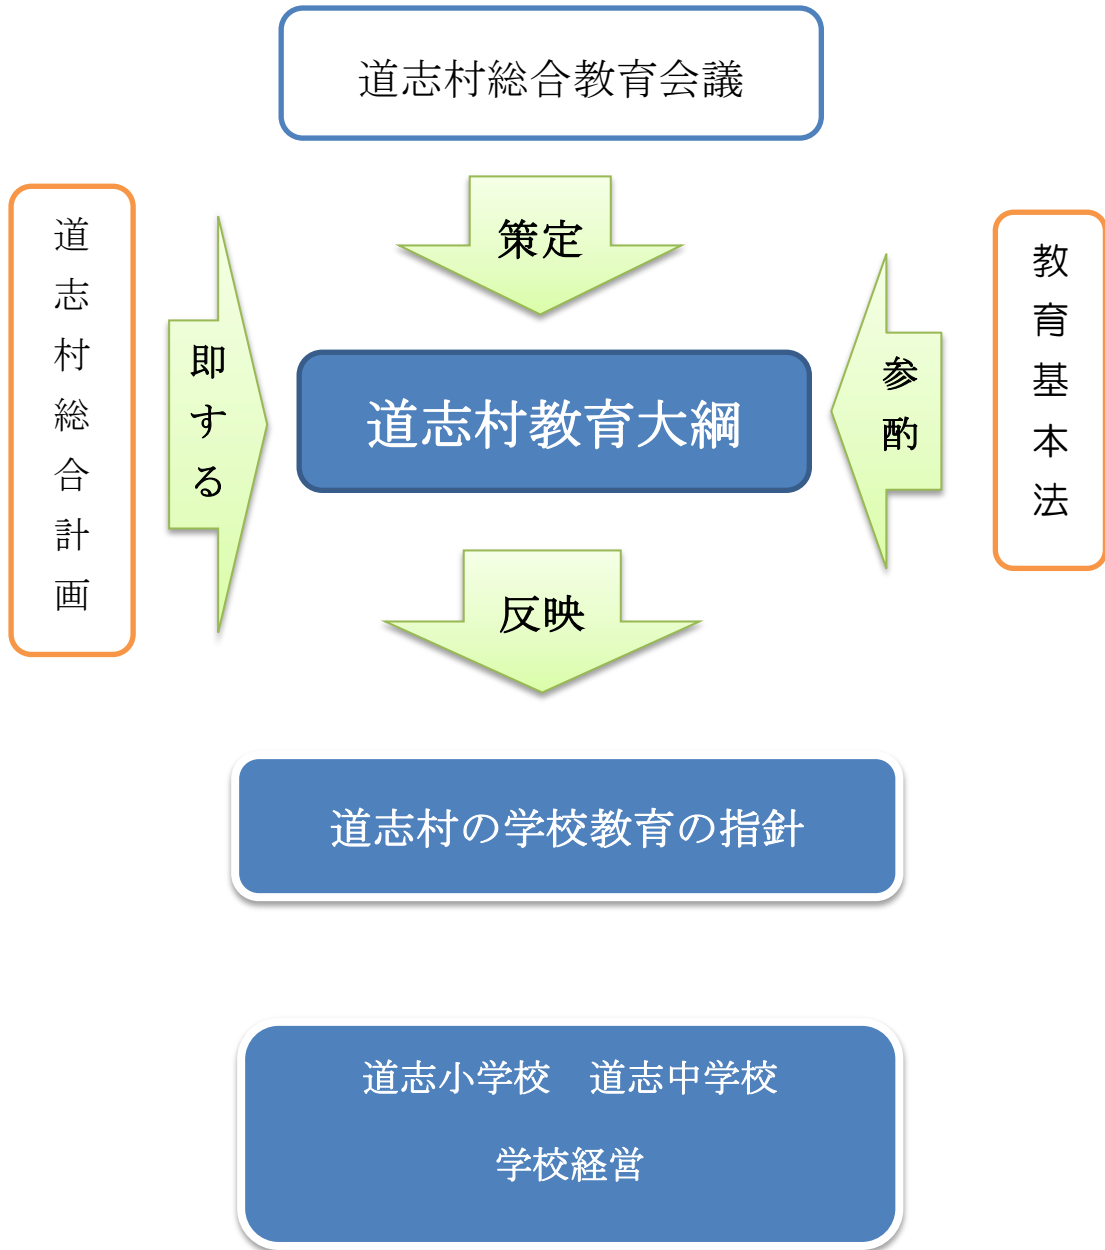 道志村総合教育会議
策定
道志村総合計画
即する
道志村教育大綱
参酌
教育基本法
反映
道志村の学校教育の指針
道志小学校　道志中学校
学校経営